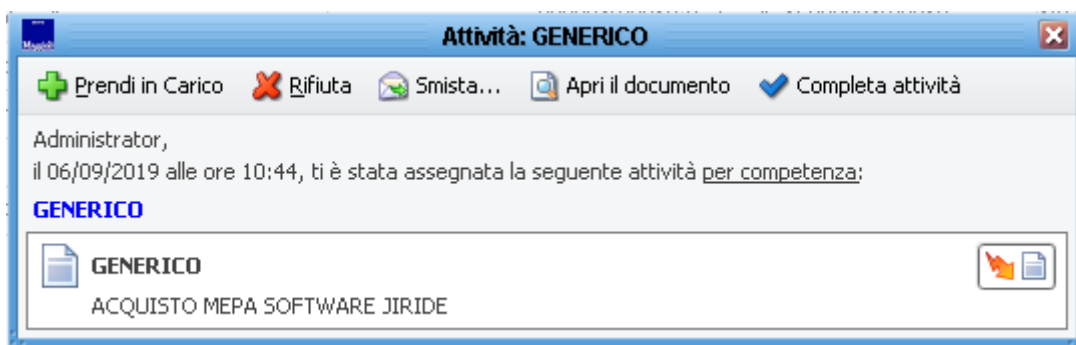 Attività: GENERICO
Prendi in Carico Rifiuta Smista... Apri il documento Completa attività
Administrator,
il 06/09/2019 alle ore 10:44, ti è stata assegnata la seguente attività per competenza:
GENERICO
GENERICO
ACQUISTO MEPA SOFTWARE JIRIDE